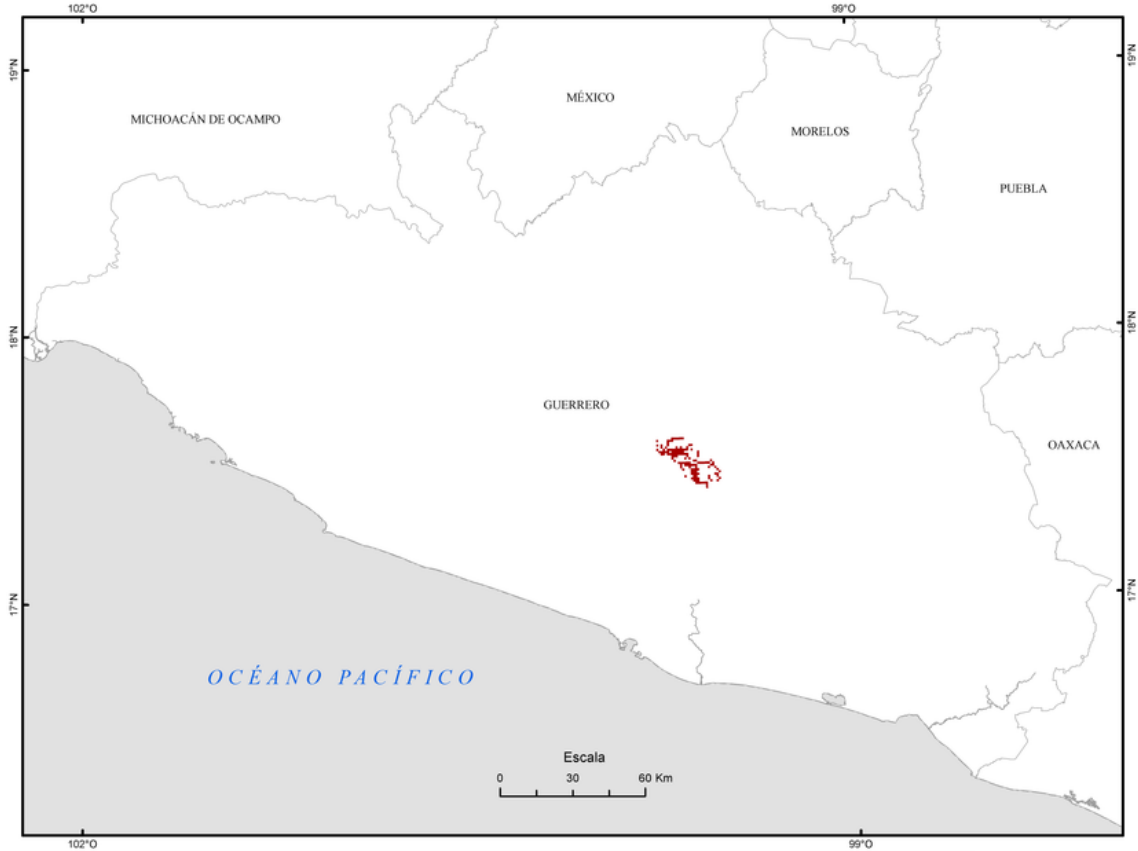 102°O
99°O
19°N
19°N
MÉXICO
MICHOACÁN DE OCAMPO
MORELOS
PUEBLA
18°N
18°N
GUERRERO
OAXACA
17°N
17°N
OCÉANO PACÍFICO
Escala
0 30 60 Km
102°O
99°O